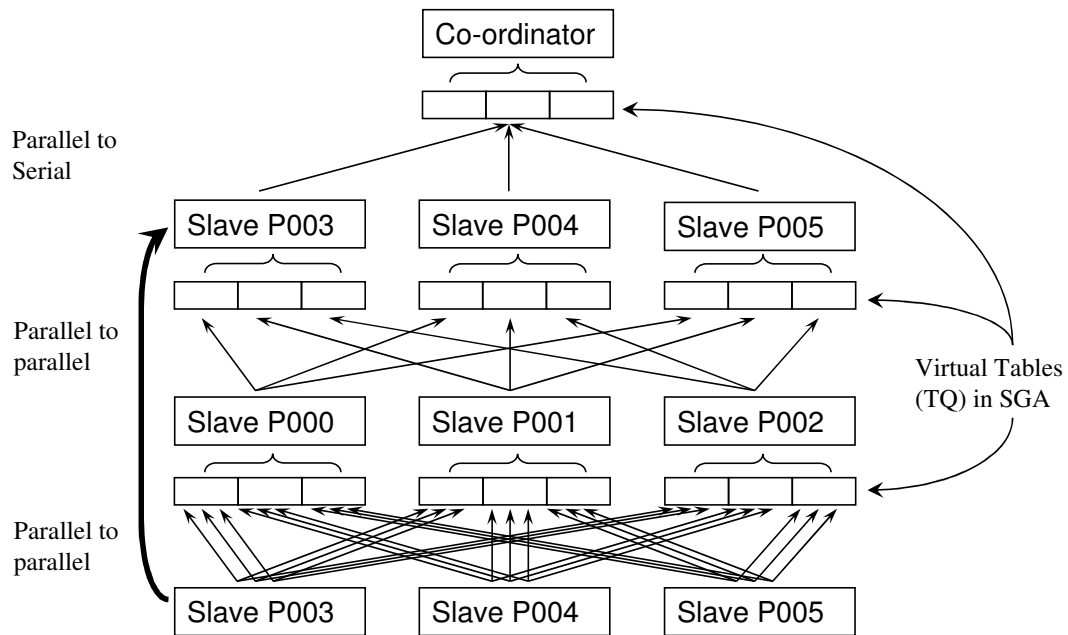 Co-ordinator
Parallel to
Serial
Slave P003
Slave P004
Slave P005
Parallel to
parallel
Virtual Tables
(TQ) in SGA
Slave P000
Slave P001
Slave P002
Parallel to
parallel
Slave P003
Slave P004
Slave P005